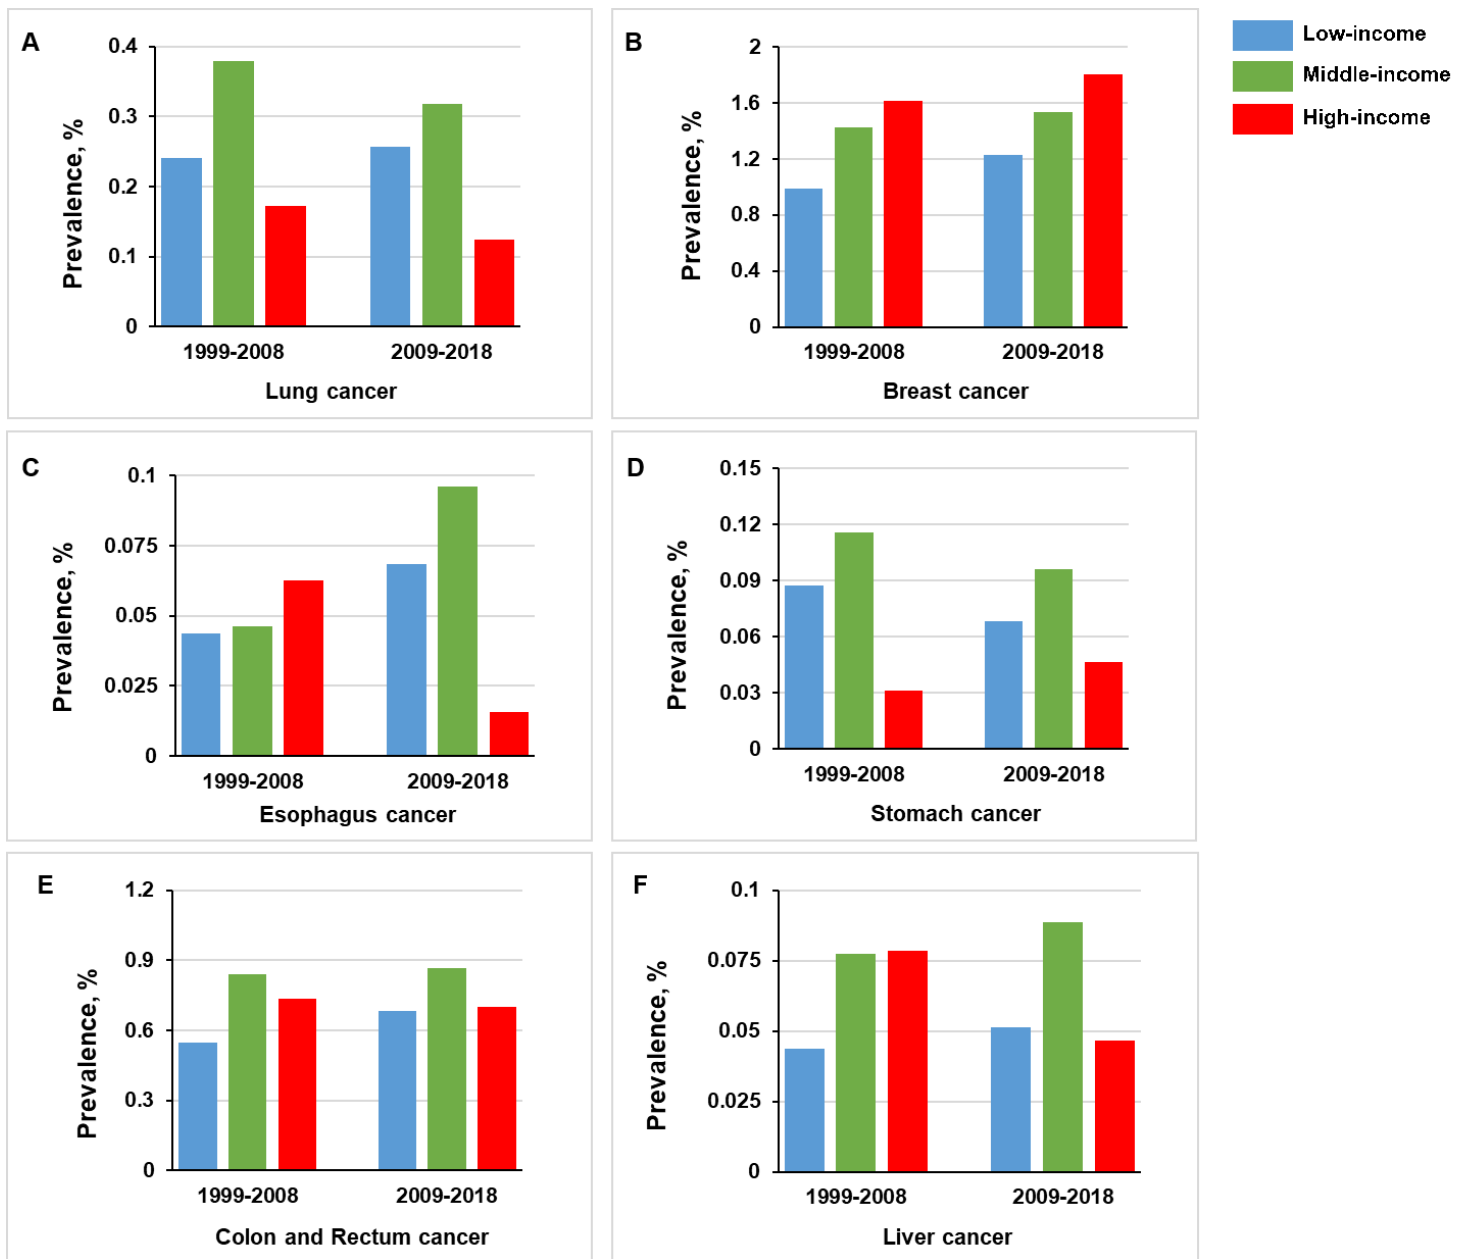 A
Prevalence, %
0.4
0.3
0.2
0.1
0
1999-2008
2009-2018
Lung cancer
B
Prevalence, %
2
1.6
1.2
0.8
0.4
0
1999-2008
2009-2018
Breast cancer
Low-income
Middle-income
High-income
C
Prevalence, %
0.1
0.075
0.05
0.025
0
1999-2008
2009-2018
Esophagus cancer
D
Prevalence, %
0.15
0.12
0.09
0.06
0.03
0
1999-2008
2009-2018
Stomach cancer
E
Prevalence, %
1.2
0.9
0.6
0.3
0
1999-2008
2009-2018
Colon and Rectum cancer
F
Prevalence, %
0.1
0.075
0.05
0.025
0
1999-2008
2009-2018
Liver cancer